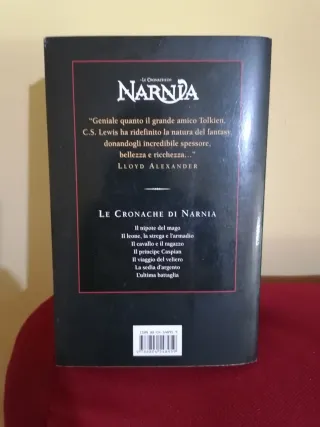 Le Cronache di
NARNIA
“Geniale quanto il grande amico Tolkien,
C.S. Lewis ha ridefinito la natura del fantasy
donandogli incredibile spessore,
bellezza e ricchezza...”
Lloyd Alexander
Le Cronache di Narnia
Il nipote del mago
Il leone, la strega e l'armadio
Il cavallo e il ragazzo
Il principe Caspian
Il viaggio del veliero
La sedia d'argento
L'ultima battaglia